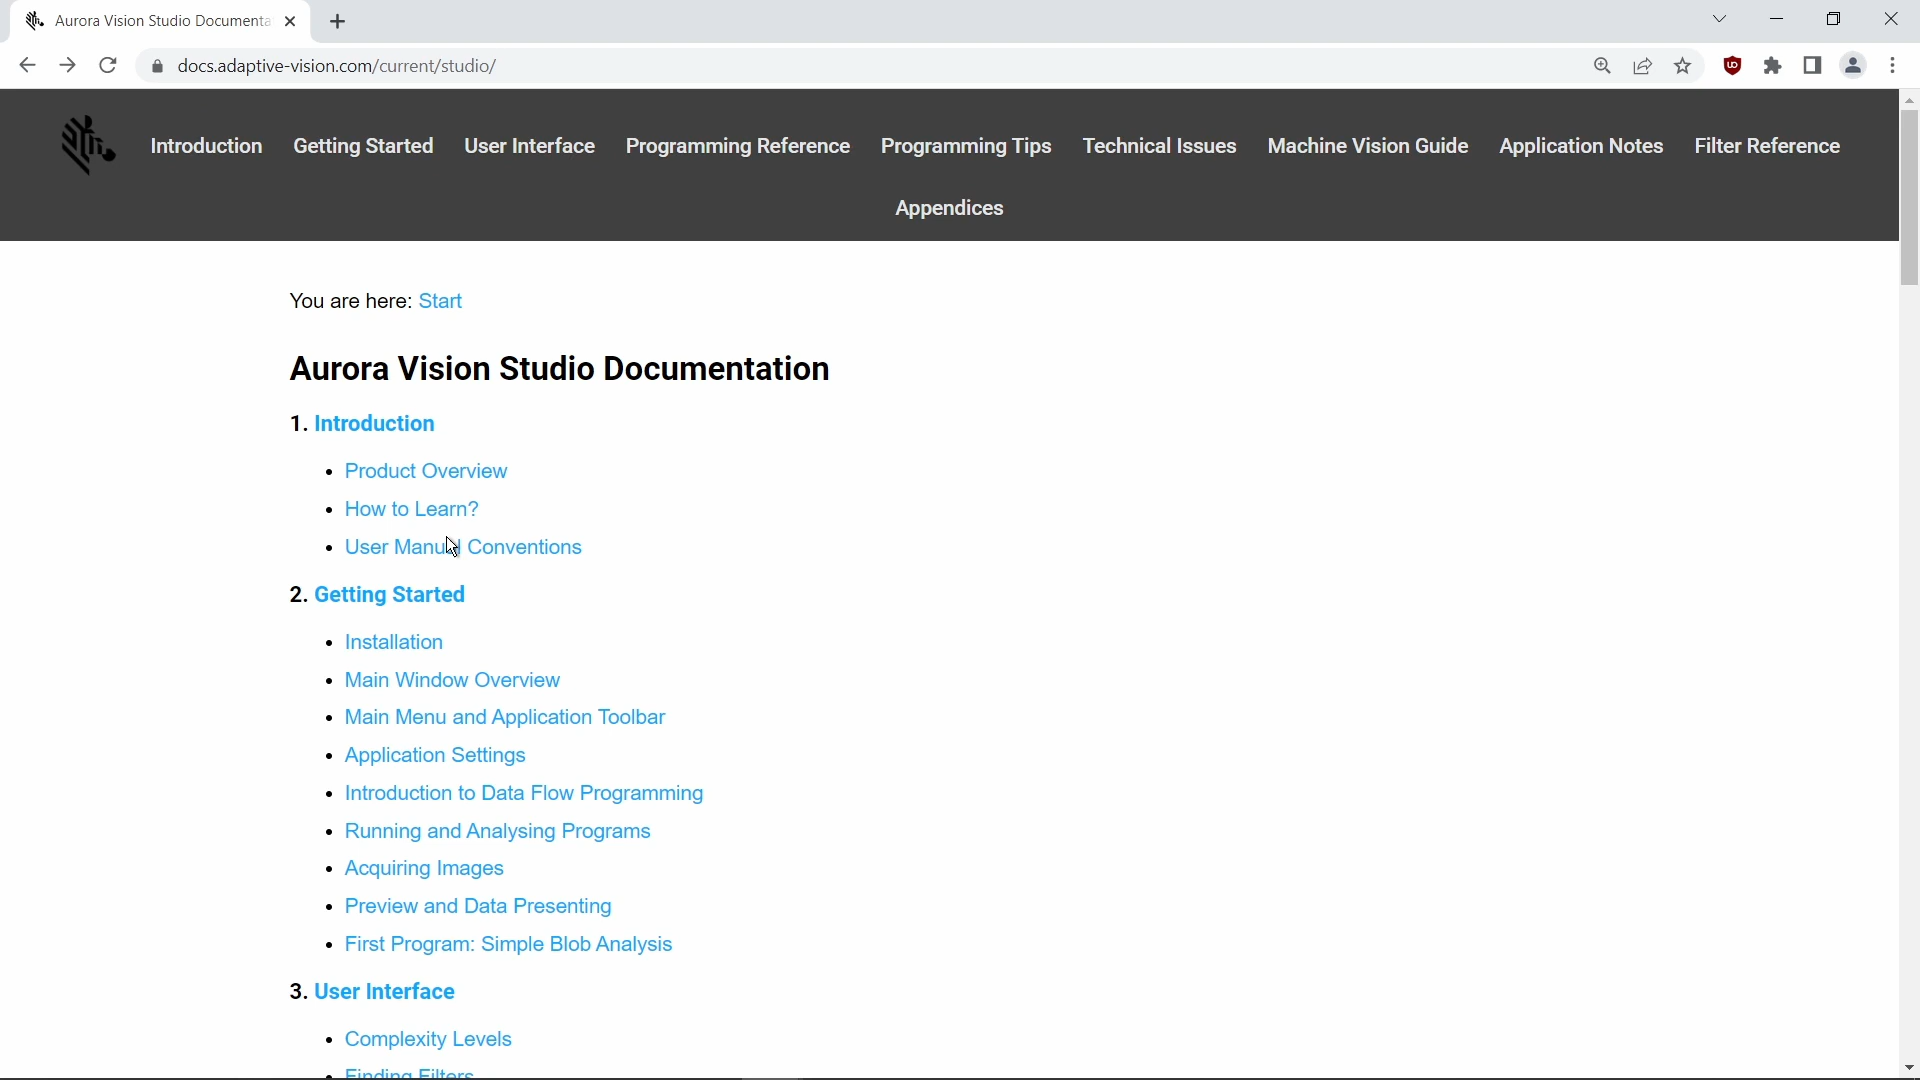 Aurora Vision Studio Documenta
docs.adaptive-vision.com/current/studio/
Introduction Getting Started User Interface Programming Reference Programming Tips Technical Issues Machine Vision Guide Application Notes Filter Reference
Appendices
You are here: Start
Aurora Vision Studio Documentation
1. Introduction
• Product Overview
• How to Learn?
• User Manual Conventions
2. Getting Started
• Installation
• Main Window Overview
• Main Menu and Application Toolbar
• Application Settings
• Introduction to Data Flow Programming
• Running and Analysing Programs
• Acquiring Images
• Preview and Data Presenting
• First Program: Simple Blob Analysis
3. User Interface
• Complexity Levels
• Finding Filters